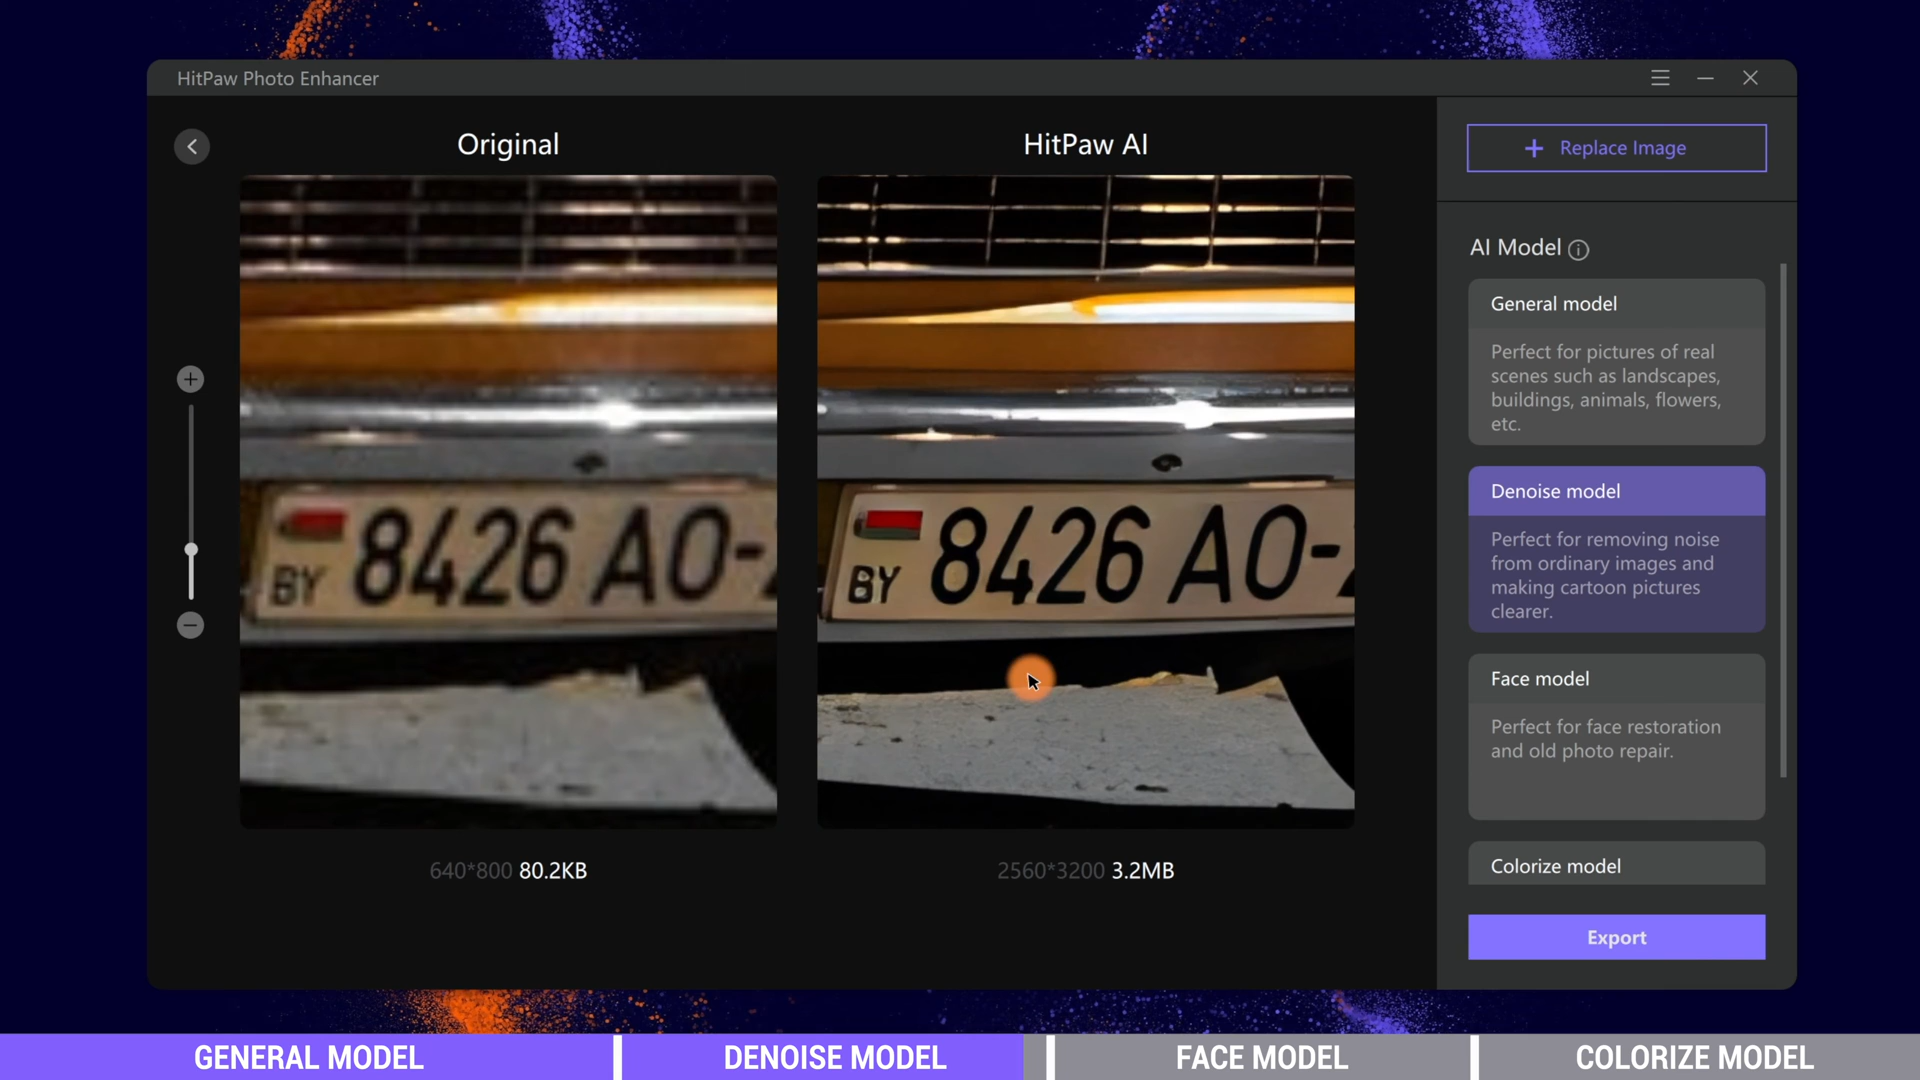 HitPaw Photo Enhancer
Original
HitPaw AI
BY 8426 AO-
BY 8426 AO-
640*800 80.2KB
2560*3200 3.2MB
+ Replace Image
AI Model
General model
Perfect for pictures of real
scenes such as landscapes,
buildings, animals, flowers,
etc.
Denoise model
Perfect for removing noise
from ordinary images and
making cartoon pictures
clearer.
Face model
Perfect for face restoration
and old photo repair.
Colorize model
Export
GENERAL MODEL
DENOISE MODEL
FACE MODEL
COLORIZE MODEL